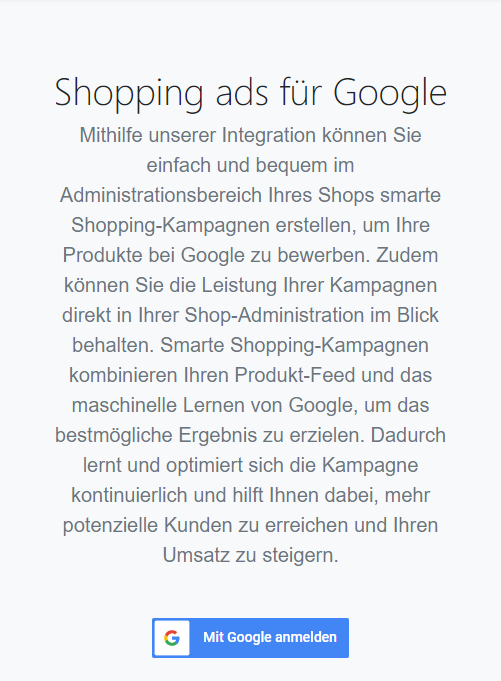 Shopping ads für Google
Mithilfe unserer Integration können Sie
einfach und bequem im
Administrationsbereich Ihres Shops smarte
Shopping-Kampagnen erstellen, um Ihre
Produkte bei Google zu bewerben. Zudem
können Sie die Leistung Ihrer Kampagnen
direkt in Ihrer Shop-Administration im Blick
behalten. Smarte Shopping-Kampagnen
kombinieren Ihren Produkt-Feed und das
maschinelle Lernen von Google, um das
bestmögliche Ergebnis zu erzielen. Dadurch
lernt und optimiert sich die Kampagne
kontinuierlich und hilft Ihnen dabei, mehr
potenzielle Kunden zu erreichen und Ihren
Umsatz zu steigern.
Mit Google anmelden